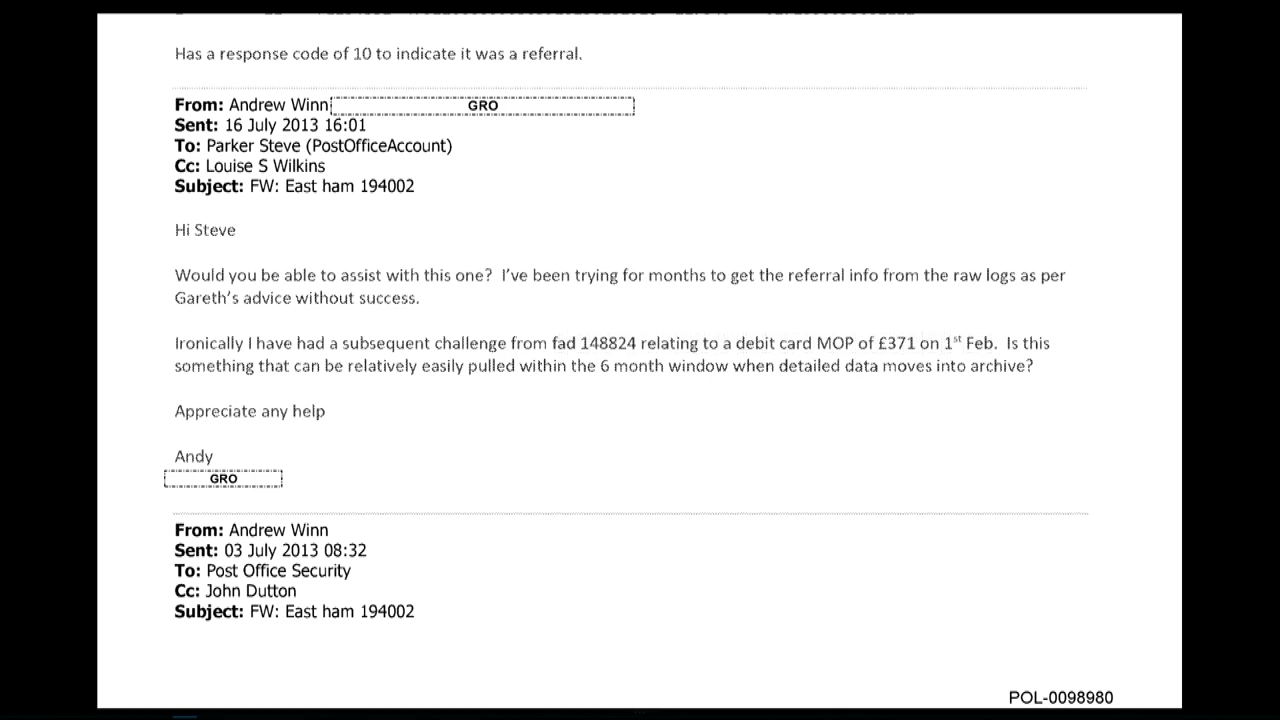 Has a response code of 10 to indicate it was a referral.
From: Andrew Winn GRO
Sent: 16 July 2013 16:01
To: Parker Steve (PostOfficeAccount)
Cc: Louise S Wilkins
Subject: FW: East ham 194002
Hi Steve
Would you be able to assist with this one? I've been trying for months to get the referral info from the raw logs as per
Gareth's advice without success.
Ironically I have had a subsequent challenge from fad 148824 relating to a debit card MOP of £371 on 1st Feb. Is this
something that can be relatively easily pulled within the 6 month window when detailed data moves into archive?
Appreciate any help
Andy
GRO
From: Andrew Winn
Sent: 03 July 2013 08:32
To: Post Office Security
Cc: John Dutton
Subject: FW: East ham 194002
POL-0098980